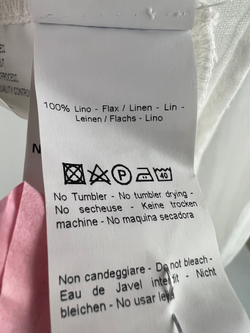 100% Lino - Flax / Linen - Lin -
Leinen / Flachs - Lino
P
40
No Tumbler - No tumbler drying -
No secheuse - Keine trocken
machine - No maquina secadora
Non candeggiare - Do not bleach -
Eau de Javel interdit - Nicht
bleichen - No usar